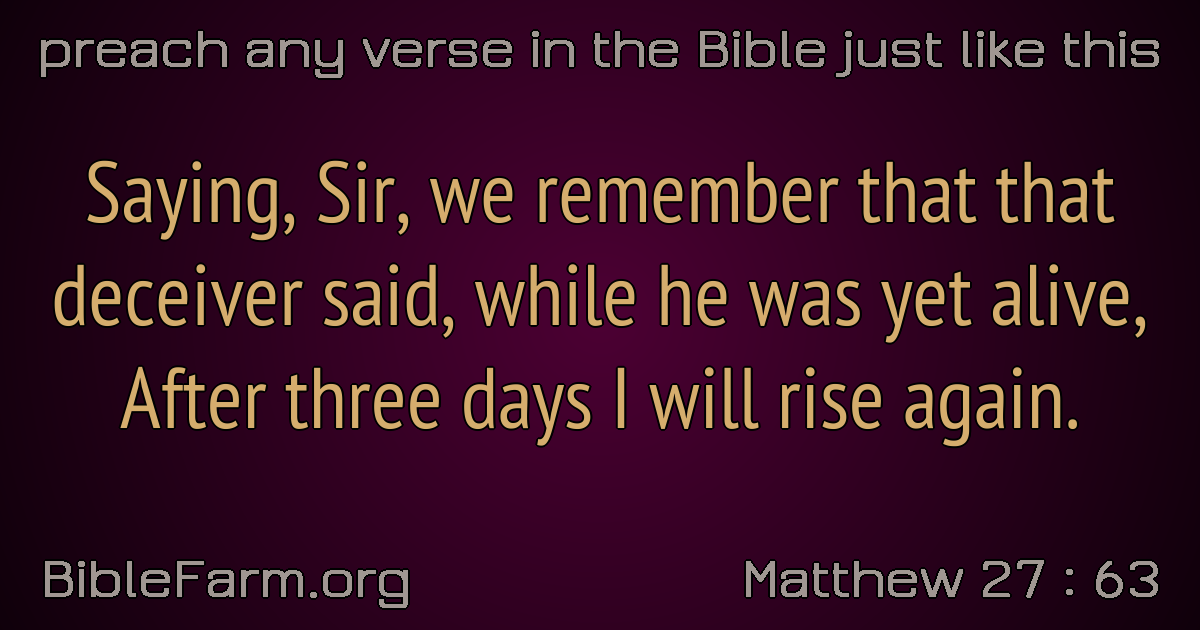 preach any verse in the Bible just like this
Saying, Sir, we remember that that
deceiver said, while he was yet alive,
After three days I will rise again.
BibleFarm.org
Matthew 27 : 63